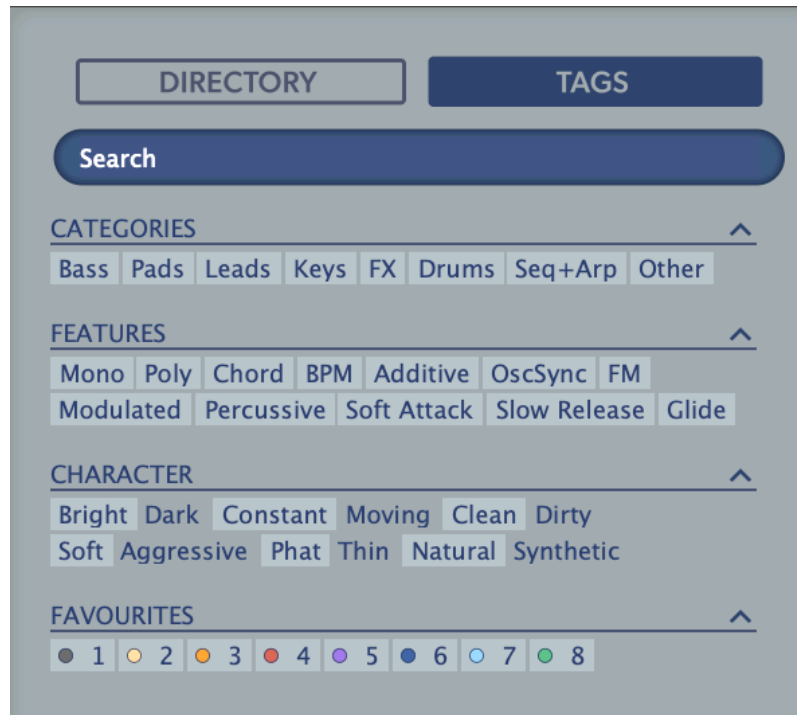 DIRECTORY TAGS
Search
CATEGORIES
Bass Pads Leads Keys FX Drums Seq+Arp Other
FEATURES
Mono Poly Chord BPM Additive OscSync FM
Modulated Percussive Soft Attack Slow Release Glide
CHARACTER
Bright Dark Constant Moving Clean Dirty
Soft Aggressive Phat Thin Natural Synthetic
FAVOURITES
1 2 3 4 5 6 7 8